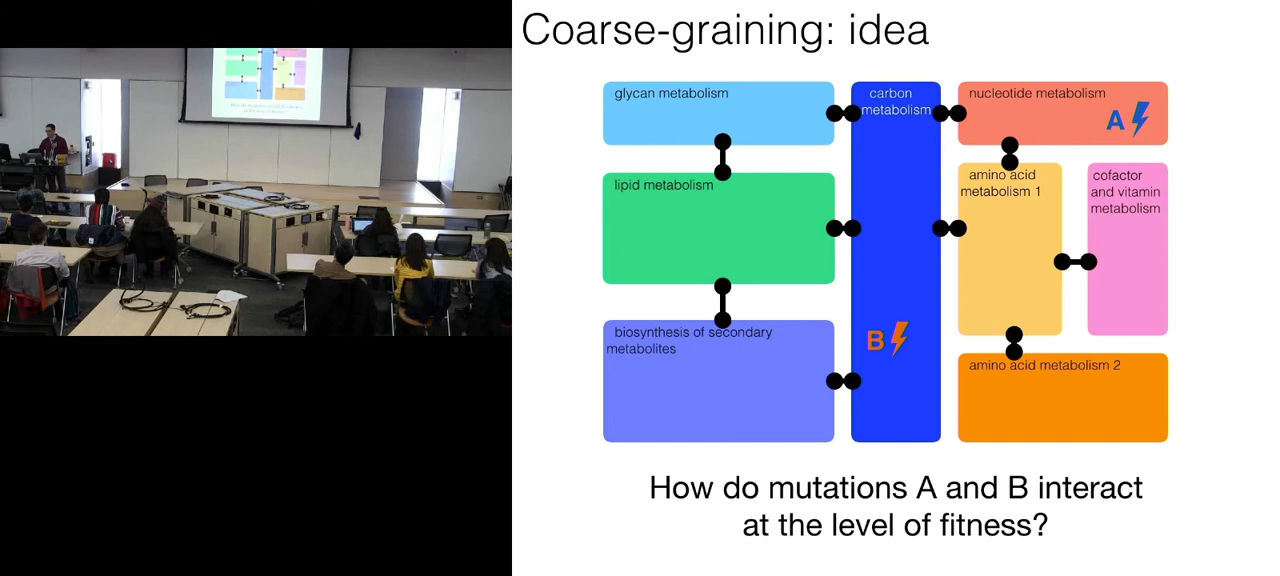 Coarse-graining: idea
glycan metabolism
carbon
metabolism
nucleotide metabolism
A
lipid metabolism
amino acid
metabolism 1
cofactor
and vitamin
metabolism
biosynthesis of secondary
metabolites
B
amino acid metabolism 2
How do mutations A and B interact
at the level of fitness?